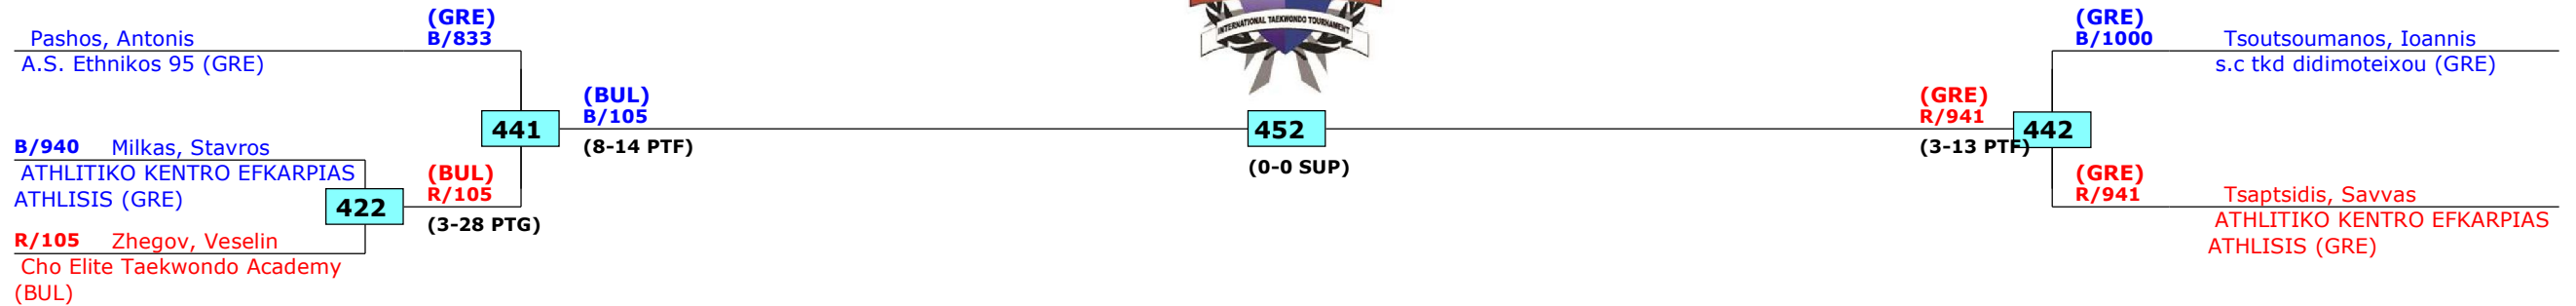 INTERNATIONAL TAEKWONDO TOURNAMENT
(GRE)
B/833
Pashos, Antonis
A.S. Ethnikos 95 (GRE)
441
(BUL)
B/105
(8-14 PTF)
B/940 Milkas, Stavros
ATHLITIKO KENTRO EFKARPIAS
ATHLISIS (GRE)
422
(BUL)
R/105
(3-28 PTG)
R/105 Zhegov, Veselin
Cho Elite Taekwondo Academy
(BUL)
452
(0-0 SUP)
(GRE)
B/1000
Tsoutsoumanos, Ioannis
s.c tkd didimoteixou (GRE)
(GRE)
R/941
442
(3-13 PTF)
(GRE)
R/941
Tsaptsidis, Savvas
ATHLITIKO KENTRO EFKARPIAS
ATHLISIS (GRE)